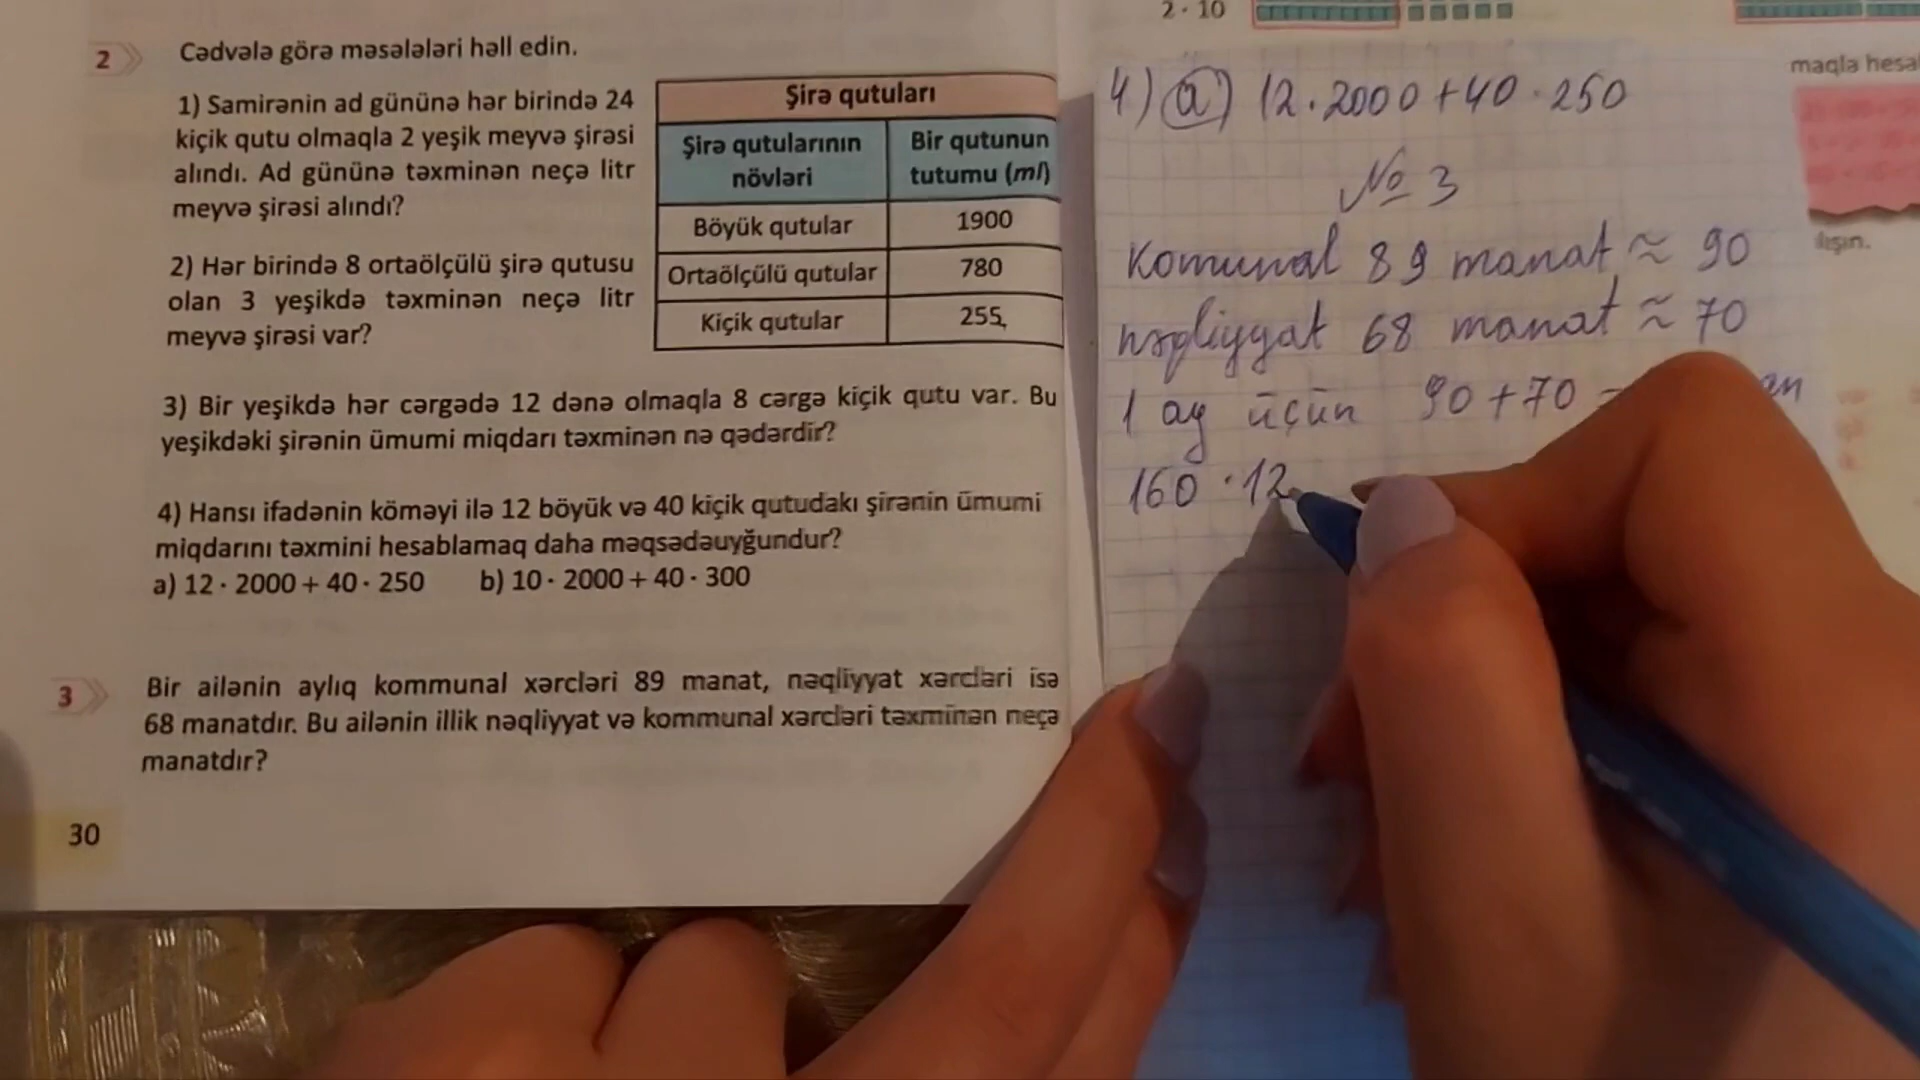 2 Cədvələ görə məsələləri həll edin.
1) Samirənin ad gününə hər birində 24
kiçik qutu olmaqla 2 yeşik meyvə şirəsi
alındı. Ad gününə təxminən neçə litr
meyvə şirəsi alındı?
2) Hər birində 8 ortaölçülü şirə qutusu
olan 3 yeşikdə təxminən neçə litr
meyvə şirəsi var?
Şirə qutuları
Şirə qutularının növləri
Bir qutunun tutumu (ml)
Böyük qutular 1900
Ortaölçülü qutular 780
Kiçik qutular 255
3) Bir yeşikdə hər cərgədə 12 dənə olmaqla 8 cərgə kiçik qutu var. Bu
yeşikdəki şirənin ümumi miqdarı təxminən nə qədərdir?
4) Hansı ifadənin köməyi ilə 12 böyük və 40 kiçik qutudakı şirənin ümumi
miqdarını təxmini hesablamaq daha məqsədəuyğundur?
a) 12 · 2000 + 40 · 250 b) 10 · 2000 + 40 · 300
3 Bir ailənin aylıq kommunal xərcləri 89 manat, nəqliyyat xərcləri isə
68 manatdır. Bu ailənin illik nəqliyyat və kommunal xərcləri təxminən neçə
manatdır?
30
2 · 10
4) a) 12 · 2000 + 40 · 250
№ 3
Komunal 89 manat ≈ 90
nəqliyyat 68 manat ≈ 70
1 ay üçün 90 + 70
160 · 12
maqla